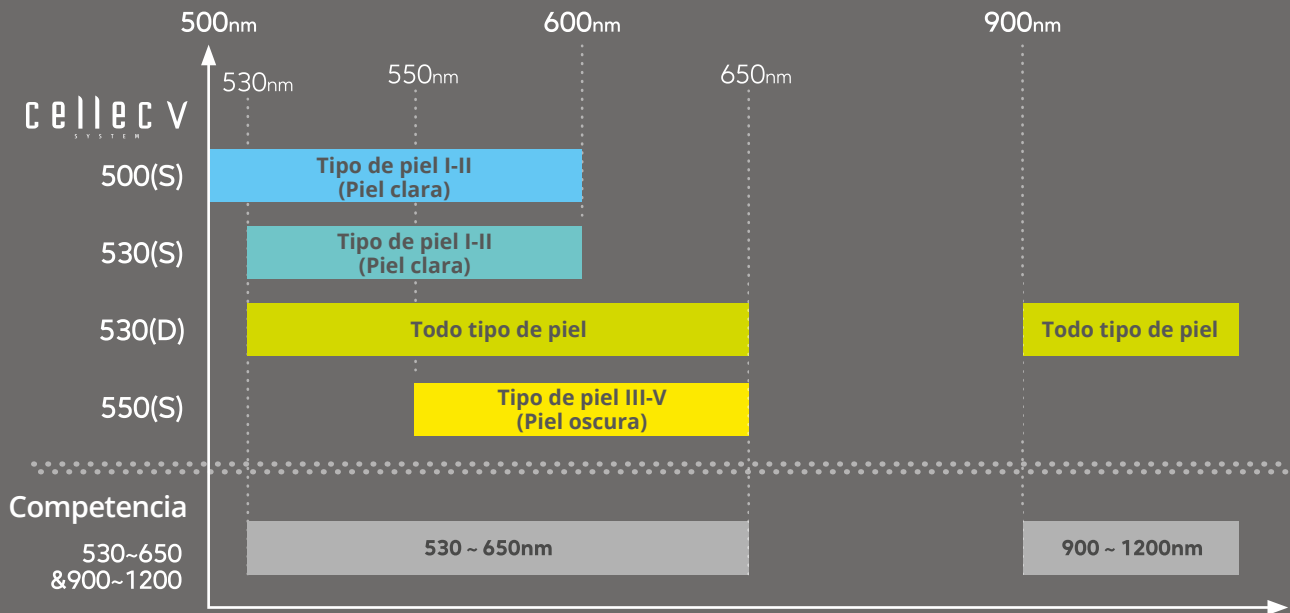 500nm 600nm 900nm
530nm 550nm 650nm
cellec V
SYSTEM
500(S)
Tipo de piel I-II
(Piel clara)
530(S)
Tipo de piel I-II
(Piel clara)
530(D)
Todo tipo de piel
Todo tipo de piel
550(S)
Tipo de piel III-V
(Piel oscura)
Competencia
530~650
&900~1200
530 ~ 650nm
900 ~ 1200nm